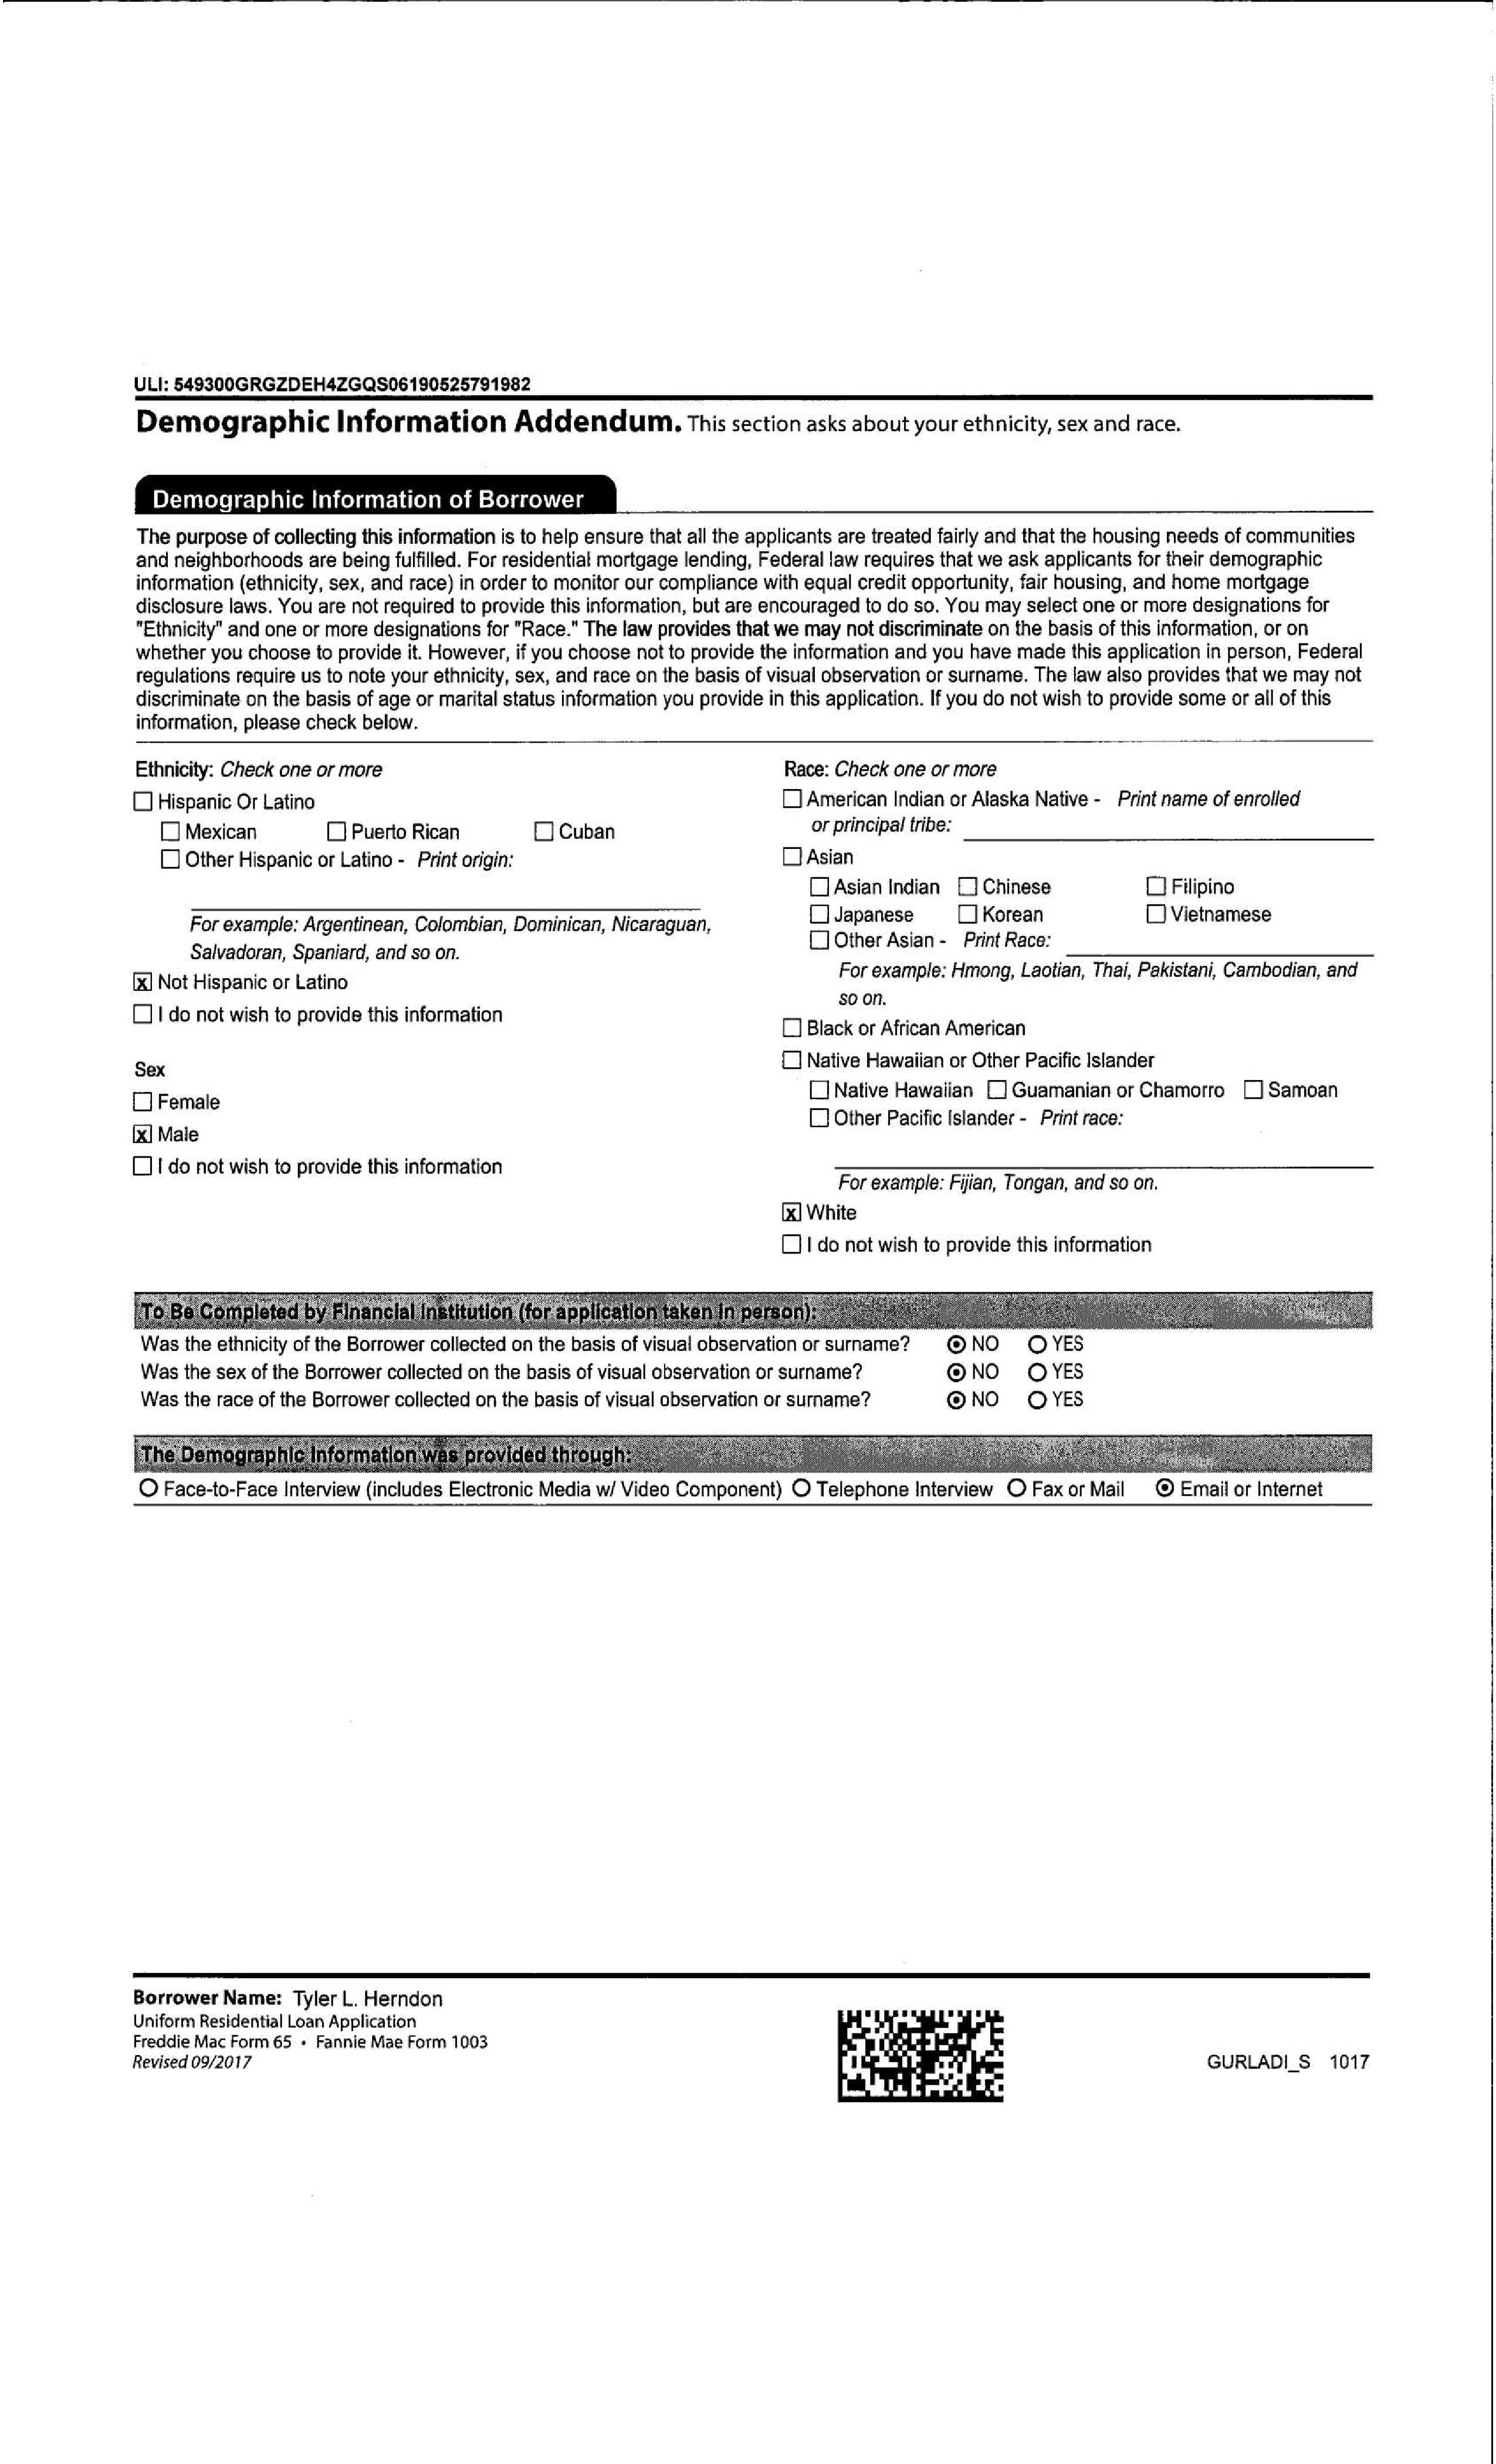 ULI: 549300GRGZDEH4ZGQS06190525791982
Demographic Information Addendum. This section asks about your ethnicity, sex and race.
Demographic Information of Borrower
The purpose of collecting this information is to help ensure that all the applicants are treated fairly and that the housing needs of communities
and neighborhoods are being fulfilled. For residential mortgage lending, Federal law requires that we ask applicants for their demographic
information (ethnicity, sex, and race) in order to monitor our compliance with equal credit opportunity, fair housing, and home mortgage
disclosure laws. You are not required to provide this information, but are encouraged to do so. You may select one or more designations for
"Ethnicity" and one or more designations for "Race." The law provides that we may not discriminate on the basis of this information, or on
whether you choose to provide it. However, if you choose not to provide the information and you have made this application in person, Federal
regulations require us to note your ethnicity, sex, and race on the basis of visual observation or surname. The law also provides that we may not
discriminate on the basis of age or marital status information you provide in this application. If you do not wish to provide some or all of this
information, please check below.
Ethnicity: Check one or more
☐ Hispanic Or Latino
☐ Mexican ☐ Puerto Rican ☐ Cuban
☐ Other Hispanic or Latino - Print origin:
For example: Argentinean, Colombian, Dominican, Nicaraguan,
Salvadoran, Spaniard, and so on.
☒ Not Hispanic or Latino
☐ I do not wish to provide this information
Sex
☐ Female
☒ Male
☐ I do not wish to provide this information
Race: Check one or more
☐ American Indian or Alaska Native - Print name of enrolled
or principal tribe:
☐ Asian
☐ Asian Indian ☐ Chinese ☐ Filipino
☐ Japanese ☐ Korean ☐ Vietnamese
☐ Other Asian - Print Race:
For example: Hmong, Laotian, Thai, Pakistani, Cambodian, and
so on.
☐ Black or African American
☐ Native Hawaiian or Other Pacific Islander
☐ Native Hawaiian ☐ Guamanian or Chamorro ☐ Samoan
☐ Other Pacific Islander - Print race:
For example: Fijian, Tongan, and so on.
☒ White
☐ I do not wish to provide this information
To Be Completed by Financial Institution (for application taken in person):
Was the ethnicity of the Borrower collected on the basis of visual observation or surname? ◉ NO ○ YES
Was the sex of the Borrower collected on the basis of visual observation or surname? ◉ NO ○ YES
Was the race of the Borrower collected on the basis of visual observation or surname? ◉ NO ○ YES
The Demographic Information was provided through:
○ Face-to-Face Interview (includes Electronic Media w/ Video Component) ○ Telephone Interview ○ Fax or Mail ◉ Email or Internet
Borrower Name: Tyler L. Herndon
Uniform Residential Loan Application
Freddie Mac Form 65 • Fannie Mae Form 1003
Revised 09/2017
GURLADI_S 1017